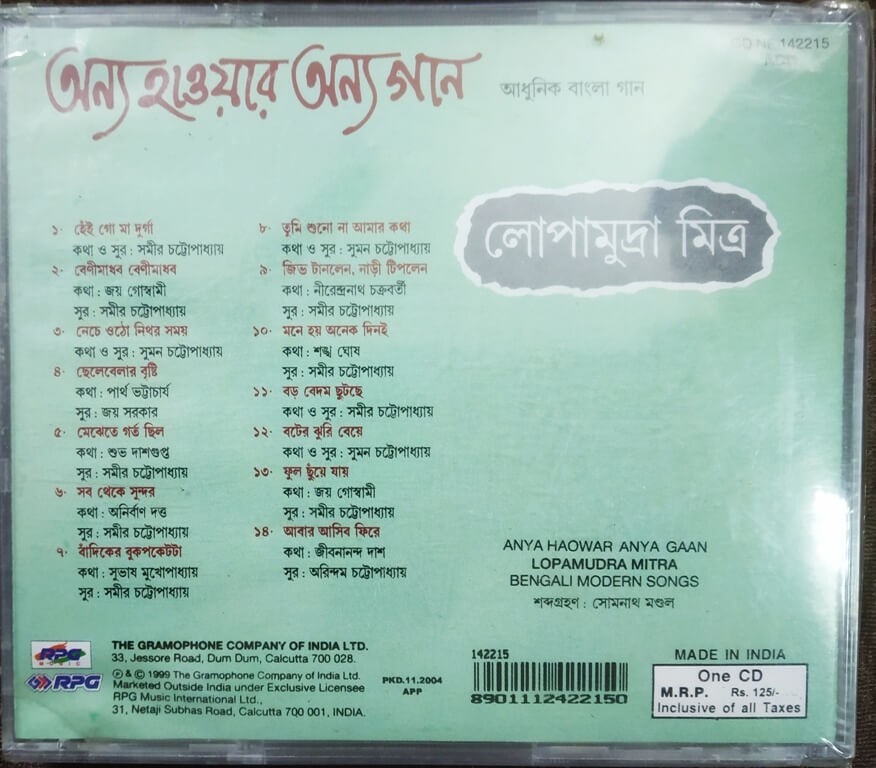 অন্য হাওয়ার অন্য গান
আধুনিক বাংলা গান
CD NF 142215
লোপামুদ্রা মিত্র
১· হেঁই গো মা দুর্গা
কথা ও সুর : সমীর চট্টোপাধ্যায়
২· বেণীমাধব বেণীমাধব
কথা : জয় গোস্বামী
সুর : সমীর চট্টোপাধ্যায়
৩· নেচে ওঠো নিথর সময়
কথা ও সুর : সুমন চট্টোপাধ্যায়
৪· ছেলেবেলার বৃষ্টি
কথা : পার্থ ভট্টাচার্য
সুর : জয় সরকার
৫· মেঝেতে গর্ত ছিল
কথা : শুভ দাশগুপ্ত
সুর : সমীর চট্টোপাধ্যায়
৬· সব থেকে সুন্দর
কথা : অনির্বাণ দত্ত
সুর : সমীর চট্টোপাধ্যায়
৭· বাঁদিকের বুকপকেটটা
কথা : সুভাষ মুখোপাধ্যায়
সুর : সমীর চট্টোপাধ্যায়
৮· তুমি শুনো না আমার কথা
কথা ও সুর : সুমন চট্টোপাধ্যায়
৯· জিভ টানলেন, নাড়ী টিপলেন
কথা : নীরেন্দ্রনাথ চক্রবর্তী
সুর : সমীর চট্টোপাধ্যায়
১০· মনে হয় অনেক দিনই
কথা : শঙ্খ ঘোষ
সুর : সমীর চট্টোপাধ্যায়
১১· বড় বেদম ছুটছে
কথা ও সুর : সমীর চট্টোপাধ্যায়
১২· বটের ঝুরি বেয়ে
কথা ও সুর : সুমন চট্টোপাধ্যায়
১৩· ফুল ছুঁয়ে যায়
কথা : জয় গোস্বামী
সুর : সমীর চট্টোপাধ্যায়
১৪· আবার আসিব ফিরে
কথা : জীবনানন্দ দাশ
সুর : অরিন্দম চট্টোপাধ্যায়
ANYA HAOWAR ANYA GAAN
LOPAMUDRA MITRA
BENGALI MODERN SONGS
শব্দগ্রহণ : সোমনাথ মণ্ডল
RPG
MUSIC
RPG
THE GRAMOPHONE COMPANY OF INDIA LTD.
33, Jessore Road, Dum Dum, Calcutta 700 028.
℗ & © 1999 The Gramophone Company of India Ltd.
Marketed Outside India under Exclusive Licensee
RPG Music International Ltd.,
31, Netaji Subhas Road, Calcutta 700 001, INDIA.
PKD.11.2004
APP
142215
8901112422150
MADE IN INDIA
One CD
M.R.P. Rs. 125/-
Inclusive of all Taxes